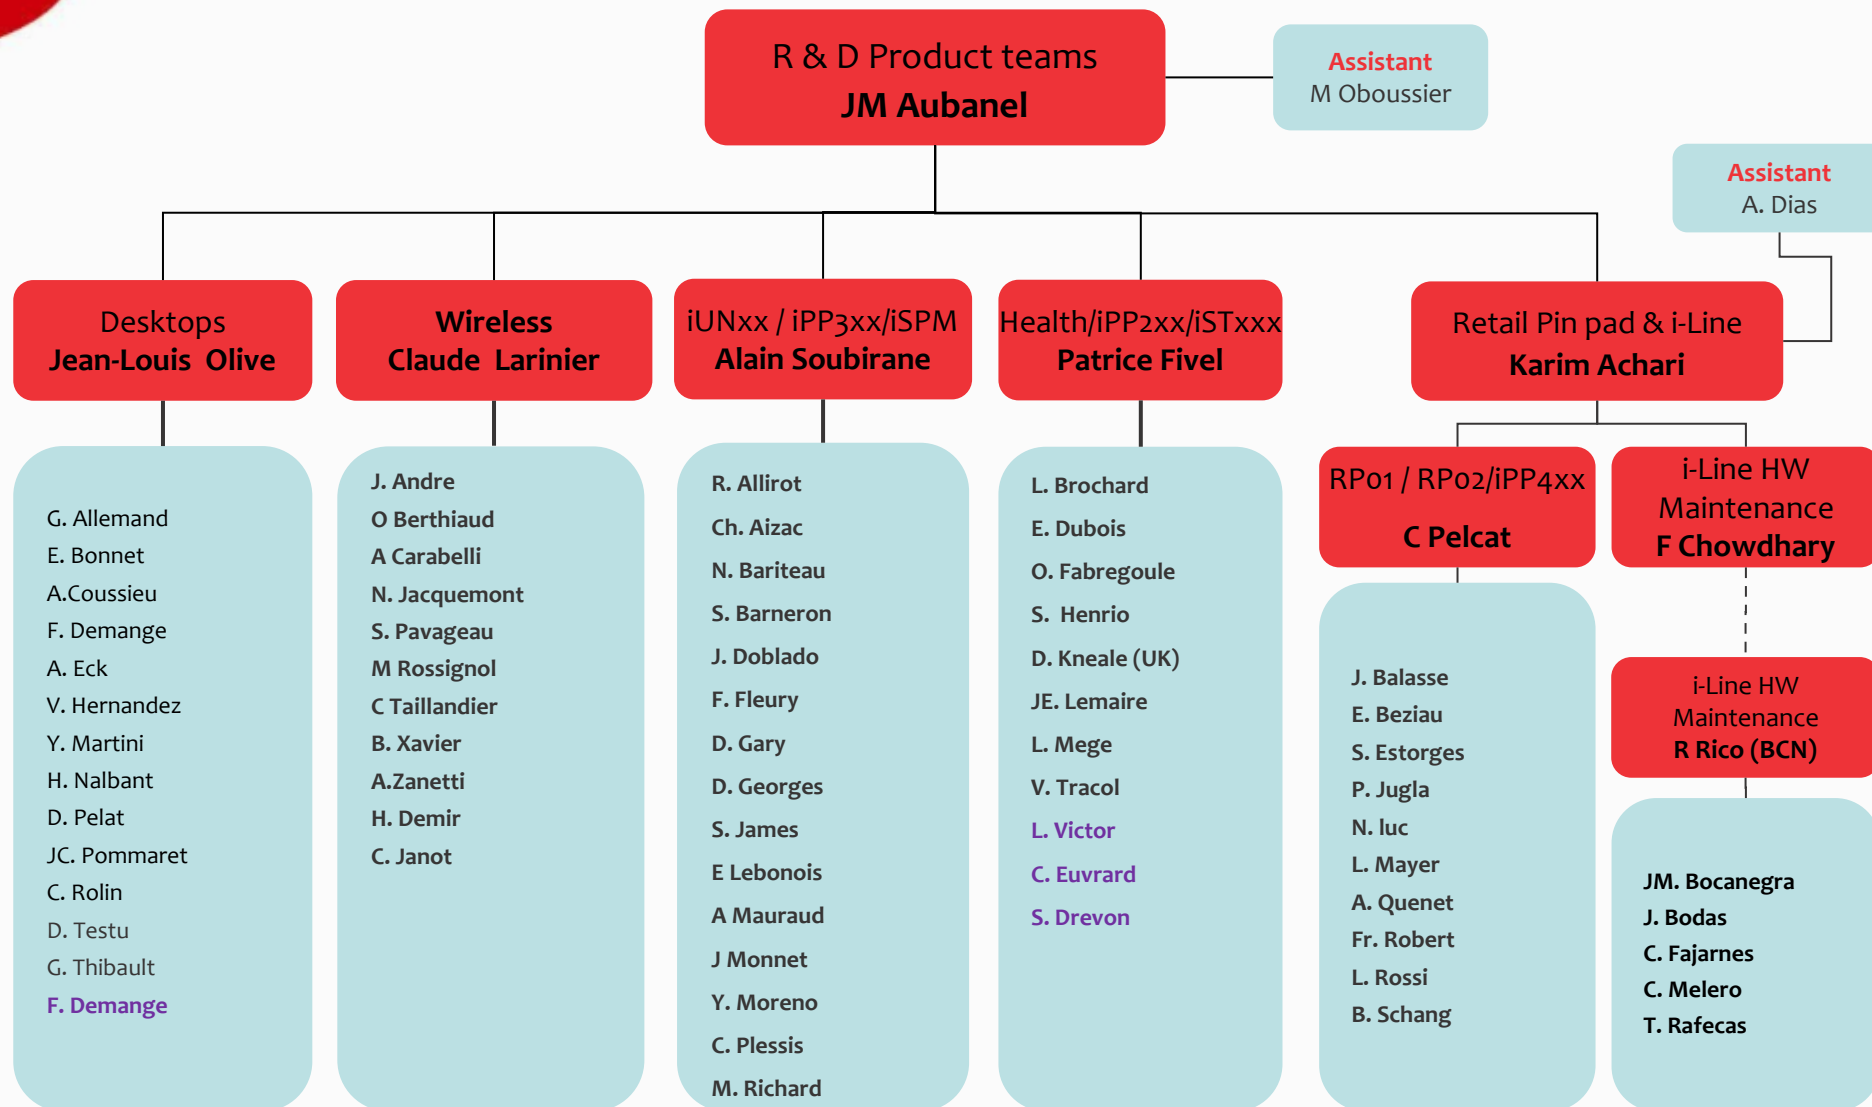 R & D Product teams
JM Aubanel
Assistant
M Oboussier
Assistant
A. Dias
Desktops
Jean-Louis Olive
Wireless
Claude Larinier
iUNxx / iPP3xx/iSPM
Alain Soubirane
Health/iPP2xx/iSTxxx
Patrice Fivel
Retail Pin pad & i-Line
Karim Achari
G. Allemand
E. Bonnet
A.Coussieu
F. Demange
A. Eck
V. Hernandez
Y. Martini
H. Nalbant
D. Pelat
JC. Pommaret
C. Rolin
D. Testu
G. Thibault
F. Demange
J. Andre
O Berthiaud
A Carabelli
N. Jacquemont
S. Pavageau
M Rossignol
C Taillandier
B. Xavier
A.Zanetti
H. Demir
C. Janot
R. Allirot
Ch. Aizac
N. Bariteau
S. Barneron
J. Doblado
F. Fleury
D. Gary
D. Georges
S. James
E Lebonois
A Mauraud
J Monnet
Y. Moreno
C. Plessis
M. Richard
L. Brochard
E. Dubois
O. Fabregoule
S. Henrio
D. Kneale (UK)
JE. Lemaire
L. Mege
V. Tracol
L. Victor
C. Euvrard
S. Drevon
RP01 / RP02/iPP4xx
C Pelcat
J. Balasse
E. Beziau
S. Estorges
P. Jugla
N. luc
L. Mayer
A. Quenet
Fr. Robert
L. Rossi
B. Schang
i-Line HW
Maintenance
F Chowdhary
i-Line HW
Maintenance
R Rico (BCN)
JM. Bocanegra
J. Bodas
C. Fajarnes
C. Melero
T. Rafecas